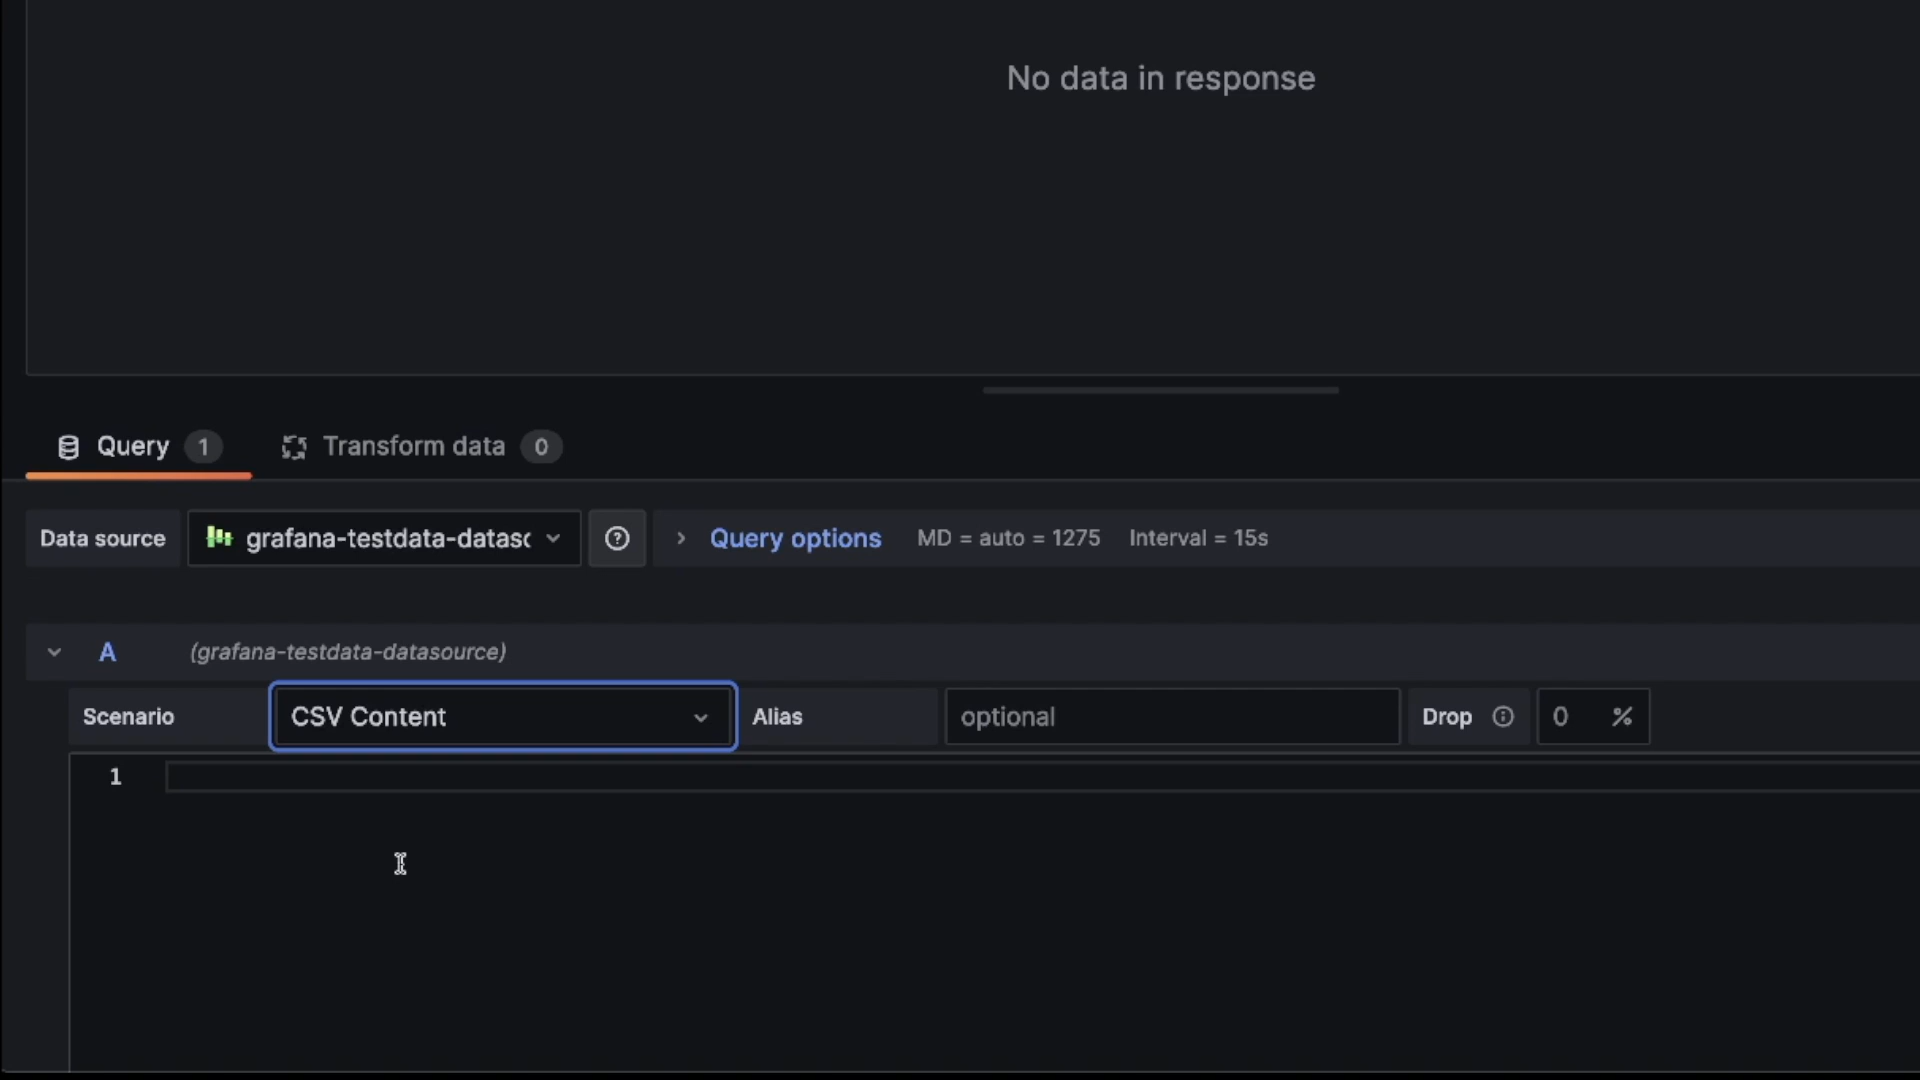 No data in response
Query 1 Transform data 0
Data source grafana-testdata-datasc Query options MD = auto = 1275 Interval = 15s
A (grafana-testdata-datasource)
Scenario CSV Content Alias optional Drop 0 %
1